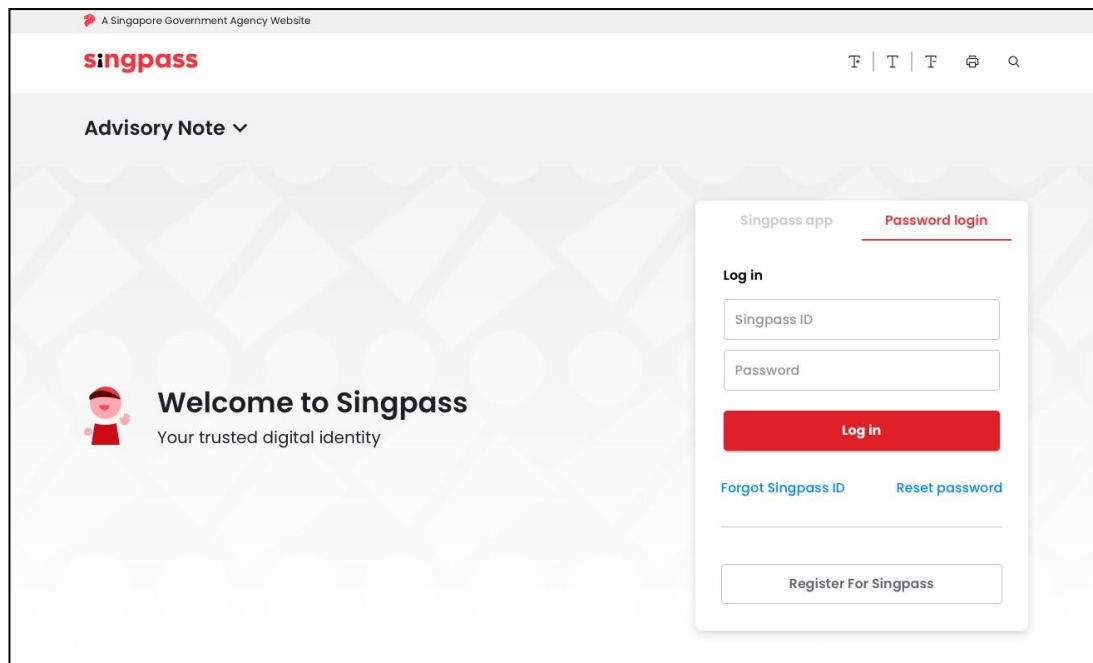 A Singapore Government Agency Website
singpass
T+ | T | T-
Advisory Note
Singpass app
Password login
Log in
Singpass ID
Password
Welcome to Singpass
Your trusted digital identity
Log in
Forgot Singpass ID
Reset password
Register For Singpass